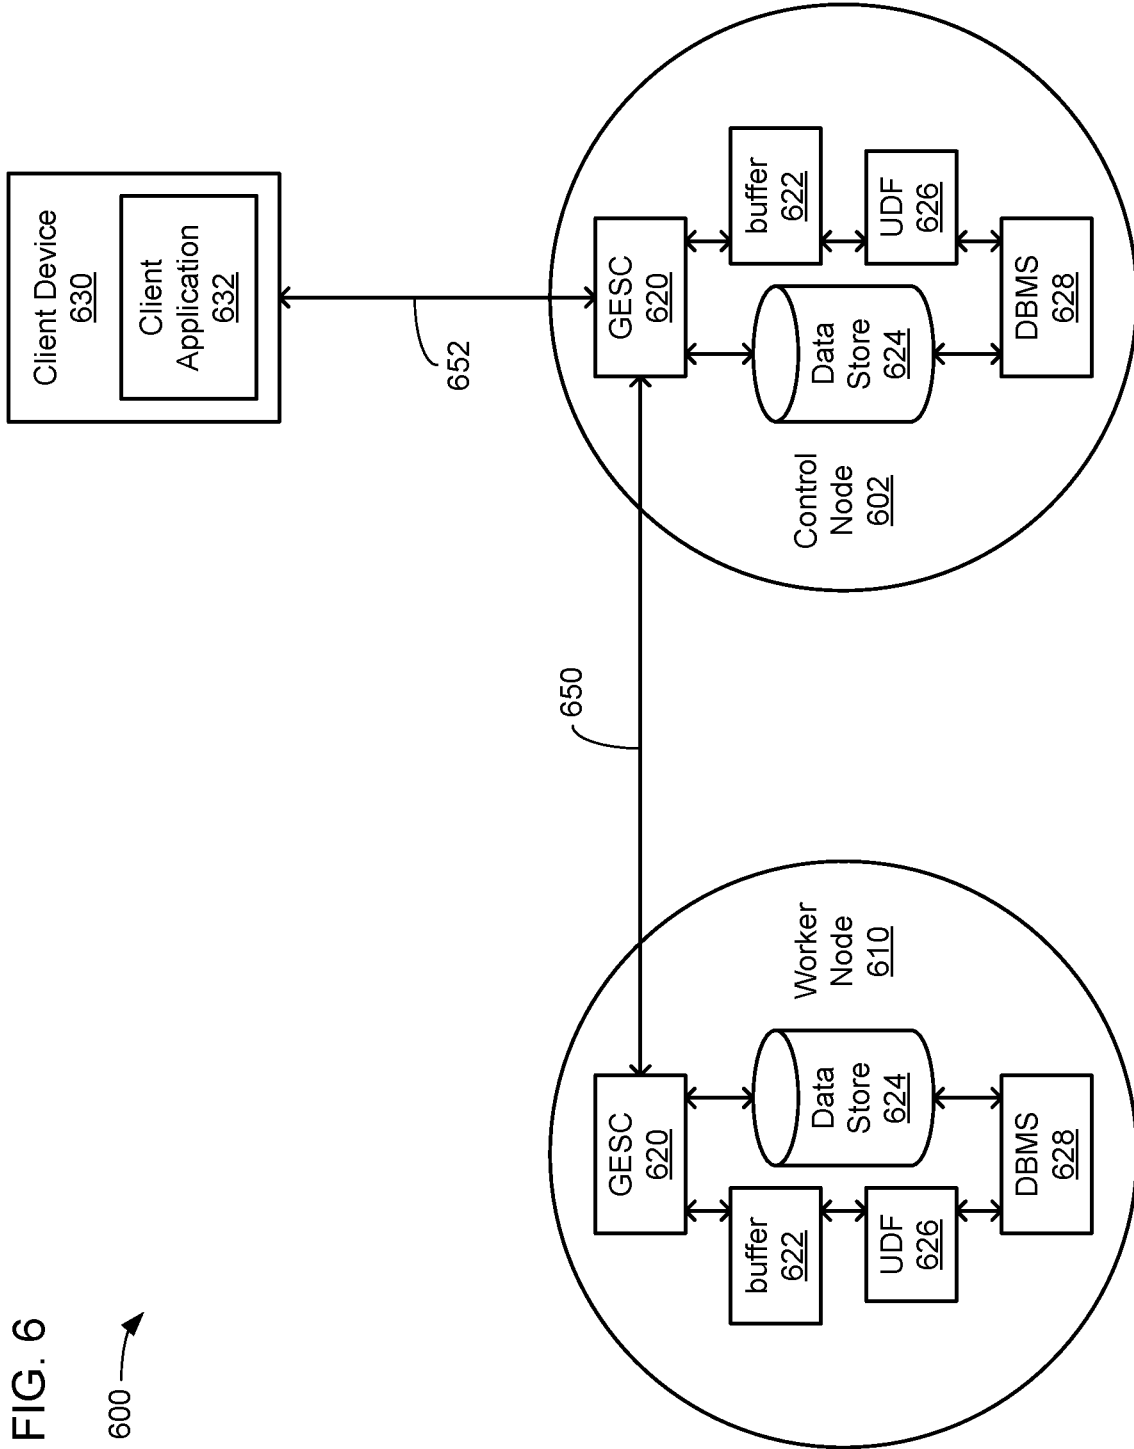 FIG. 6
600
Client Device
630
Client
Application
632
652
650
GESC
620
buffer
622
Data
Store
624
UDF
626
DBMS
628
Worker
Node
610
GESC
620
buffer
622
Data
Store
624
UDF
626
DBMS
628
Control
Node
602